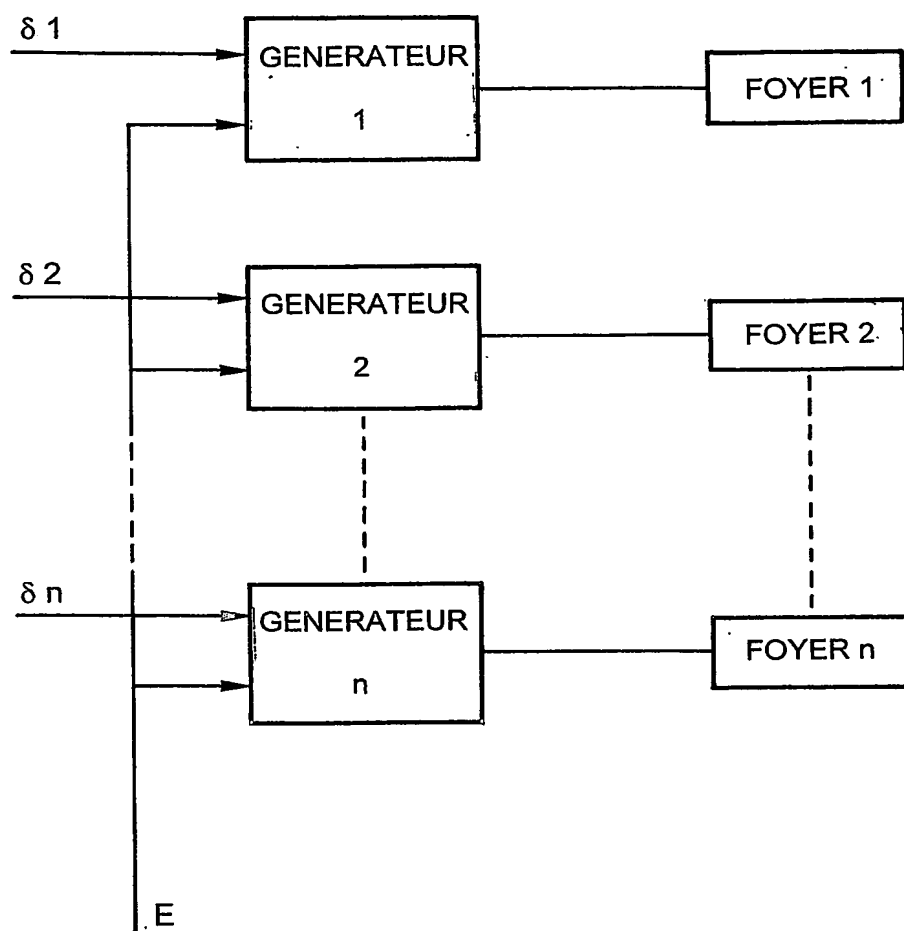 δ 1
GENERATEUR
1
FOYER 1
δ 2
GENERATEUR
2
FOYER 2
δ n
GENERATEUR
n
FOYER n
E